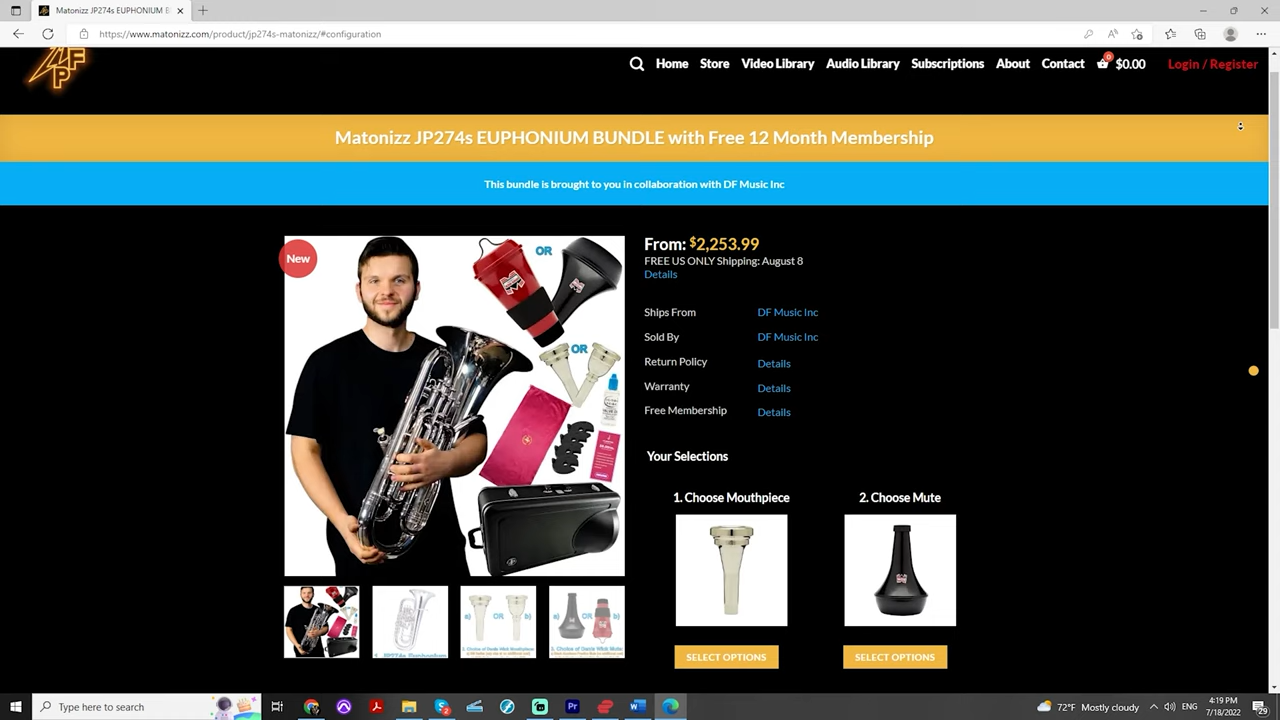 Matonizz JP274s EUPHONIUM B
https://www.matonizz.com/product/jp274s-matonizz/#configuration
AFP
Home Store Video Library Audio Library Subscriptions About Contact 0 $0.00 Login / Register
Matonizz JP274s EUPHONIUM BUNDLE with Free 12 Month Membership
This bundle is brought to you in collaboration with DF Music Inc
New
OR
OR
From: $2,253.99
FREE US ONLY Shipping: August 8
Details
Ships From DF Music Inc
Sold By DF Music Inc
Return Policy Details
Warranty Details
Free Membership Details
Your Selections
1. Choose Mouthpiece 2. Choose Mute
SELECT OPTIONS SELECT OPTIONS
a) OR b)
a) OR b)
Type here to search
72°F Mostly cloudy
4:19 PM
7/18/2022
29